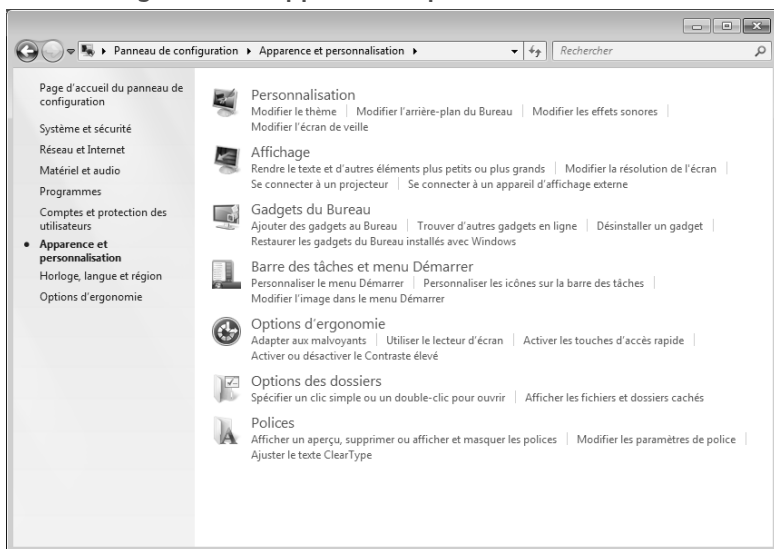 Panneau de configuration ▸ Apparence et personnalisation ▸
Rechercher
Page d'accueil du panneau de
configuration
Système et sécurité
Réseau et Internet
Matériel et audio
Programmes
Comptes et protection des
utilisateurs
• Apparence et
personnalisation
Horloge, langue et région
Options d'ergonomie
Personnalisation
Modifier le thème | Modifier l'arrière-plan du Bureau | Modifier les effets sonores |
Modifier l'écran de veille
Affichage
Rendre le texte et d'autres éléments plus petits ou plus grands | Modifier la résolution de l'écran |
Se connecter à un projecteur | Se connecter à un appareil d'affichage externe
Gadgets du Bureau
Ajouter des gadgets au Bureau | Trouver d'autres gadgets en ligne | Désinstaller un gadget |
Restaurer les gadgets du Bureau installés avec Windows
Barre des tâches et menu Démarrer
Personnaliser le menu Démarrer | Personnaliser les icônes sur la barre des tâches |
Modifier l'image dans le menu Démarrer
Options d'ergonomie
Adapter aux malvoyants | Utiliser le lecteur d'écran | Activer les touches d'accès rapide |
Activer ou désactiver le Contraste élevé
Options des dossiers
Spécifier un clic simple ou un double-clic pour ouvrir | Afficher les fichiers et dossiers cachés
Polices
Afficher un aperçu, supprimer ou afficher et masquer les polices | Modifier les paramètres de police |
Ajuster le texte ClearType